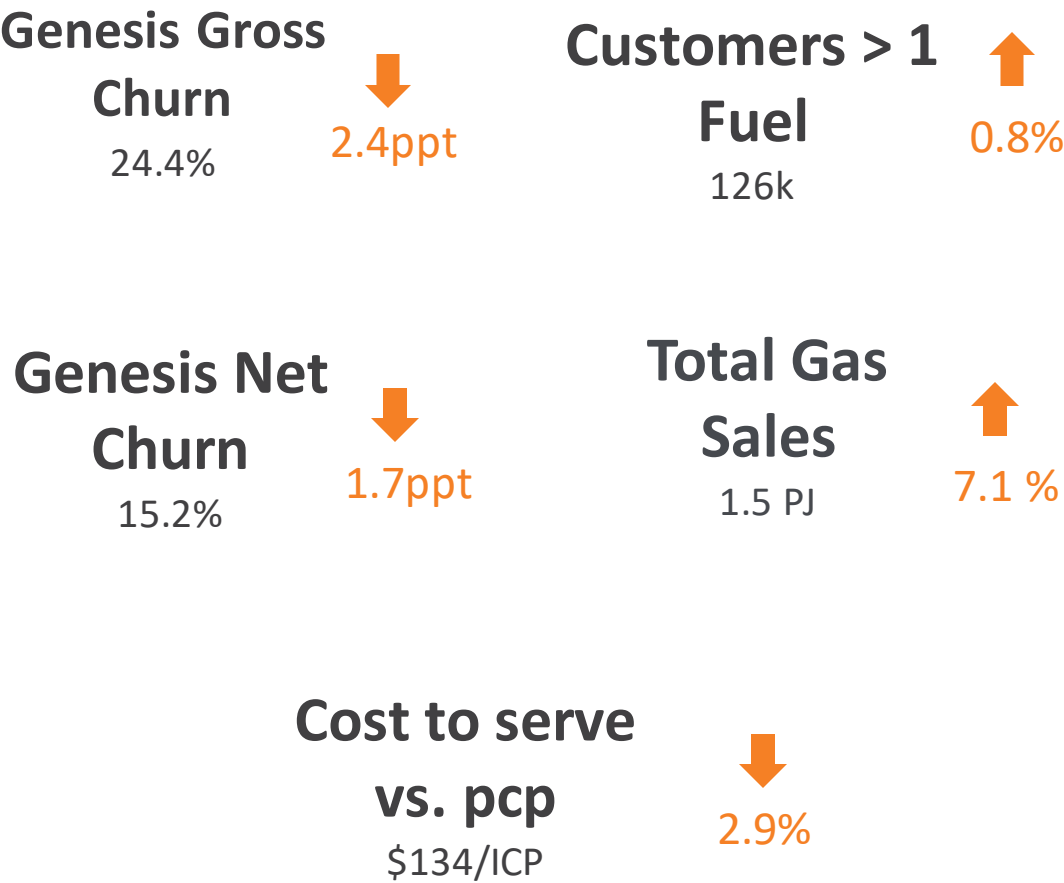 Genesis Gross
Churn
24.4%
2.4ppt
Customers > 1
Fuel
126k
0.8%
Genesis Net
Churn
15.2%
1.7ppt
Total Gas
Sales
1.5 PJ
7.1 %
Cost to serve
vs. pcp
$134/ICP
2.9%